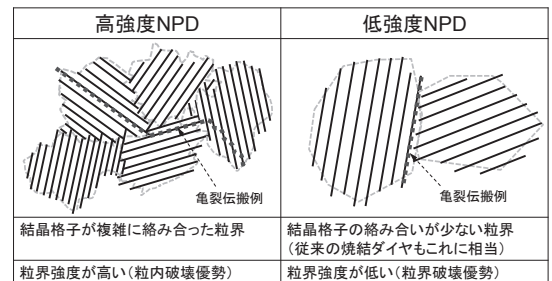 高強度NPD
低強度NPD
亀裂伝搬例
亀裂伝搬例
結晶格子が複雑に絡み合った粒界
結晶格子の絡み合いが少ない粒界
(従来の焼結ダイヤもこれに相当)
粒界強度が高い(粒内破壊優勢)
粒界強度が低い(粒界破壊優勢)